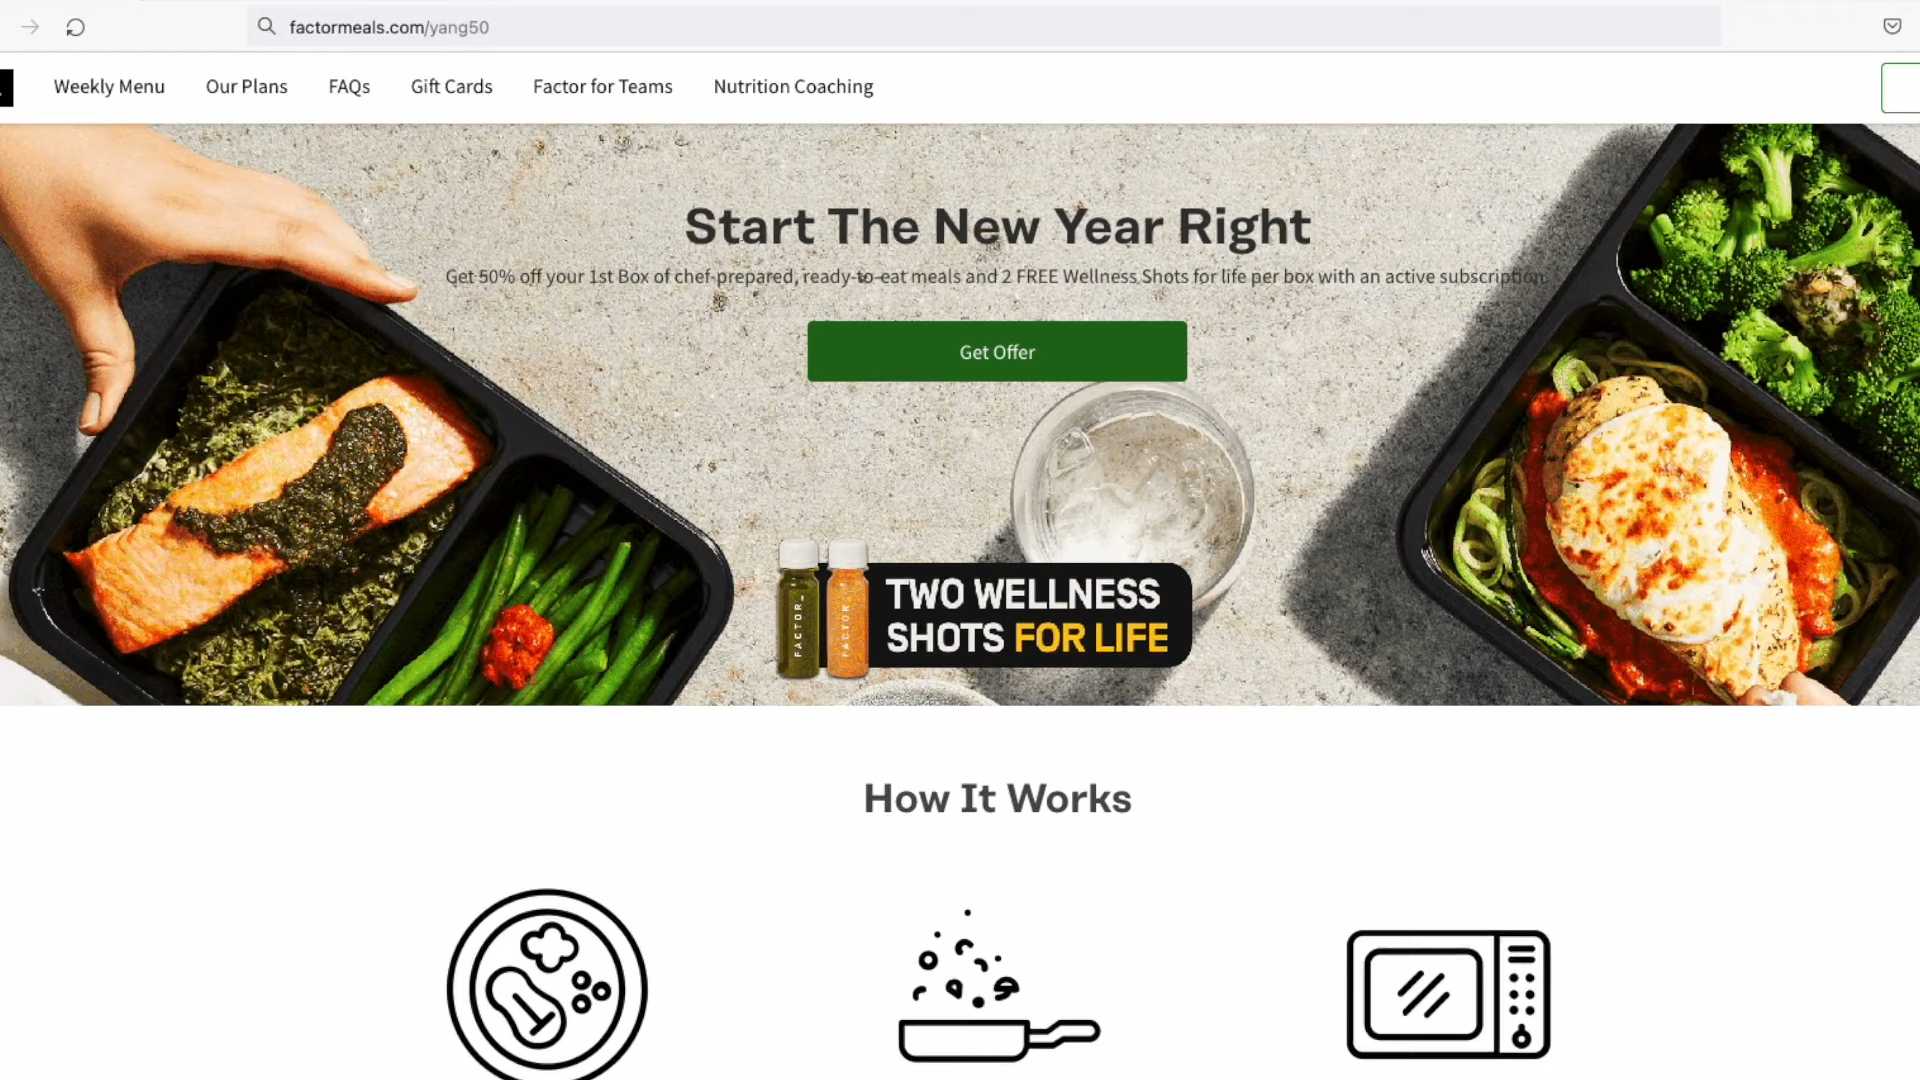 factormeals.com/yang50
Weekly Menu Our Plans FAQs Gift Cards Factor for Teams Nutrition Coaching
Start The New Year Right
Get 50% off your 1st Box of chef-prepared, ready-to-eat meals and 2 FREE Wellness Shots for life per box with an active subscription
Get Offer
FACTOR_ FACTOR_
TWO WELLNESS
SHOTS FOR LIFE
How It Works